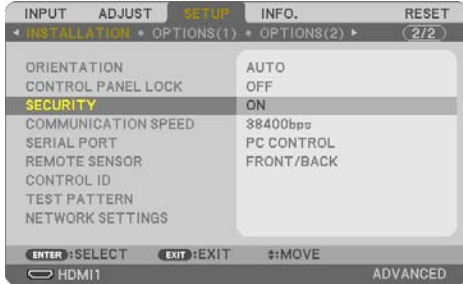 INPUT ADJUST SETUP INFO. RESET
◂ INSTALLATION • OPTIONS(1) • OPTIONS(2) ▸ (2/2)
ORIENTATION AUTO
CONTROL PANEL LOCK OFF
SECURITY ON
COMMUNICATION SPEED 38400bps
SERIAL PORT PC CONTROL
REMOTE SENSOR FRONT/BACK
CONTROL ID
TEST PATTERN
NETWORK SETTINGS
ENTER :SELECT EXIT :EXIT ♦:MOVE
HDMI1 ADVANCED